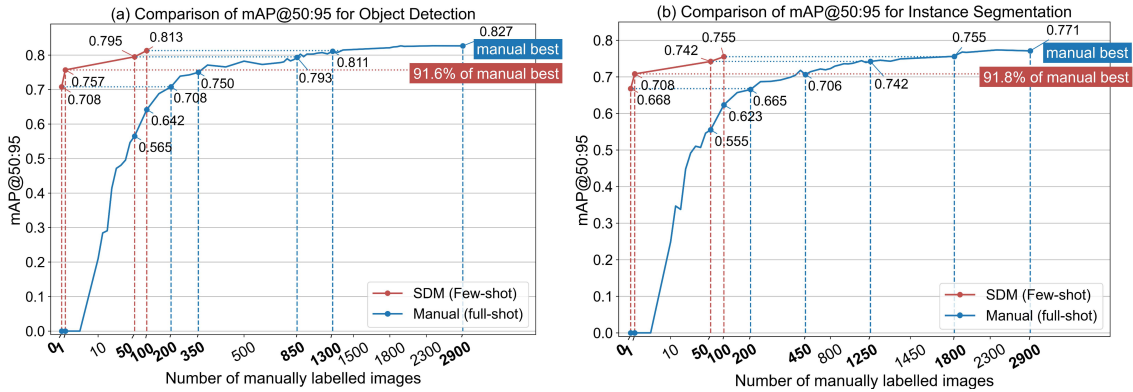 (a) Comparison of mAP@50:95 for Object Detection
mAP@50:95
0.8
0.7
0.6
0.5
0.4
0.3
0.2
0.1
0.0
0.795
0.813
0.757
0.708
0.565
0.642
0.708
0.750
0.793
0.811
0.827
manual best
91.6% of manual best
SDM (Few-shot)
Manual (full-shot)
0 1 10 50 100 200 350 500 850 1300 1500 1800 2300 2900
Number of manually labelled images
(b) Comparison of mAP@50:95 for Instance Segmentation
mAP@50:95
0.8
0.7
0.6
0.5
0.4
0.3
0.2
0.1
0.0
0.742
0.755
0.708
0.668
0.555
0.623
0.665
0.706
0.742
0.755
0.771
manual best
91.8% of manual best
SDM (Few-shot)
Manual (full-shot)
0 1 10 50 100 200 450 800 1250 1450 1800 2300 2900
Number of manually labelled images